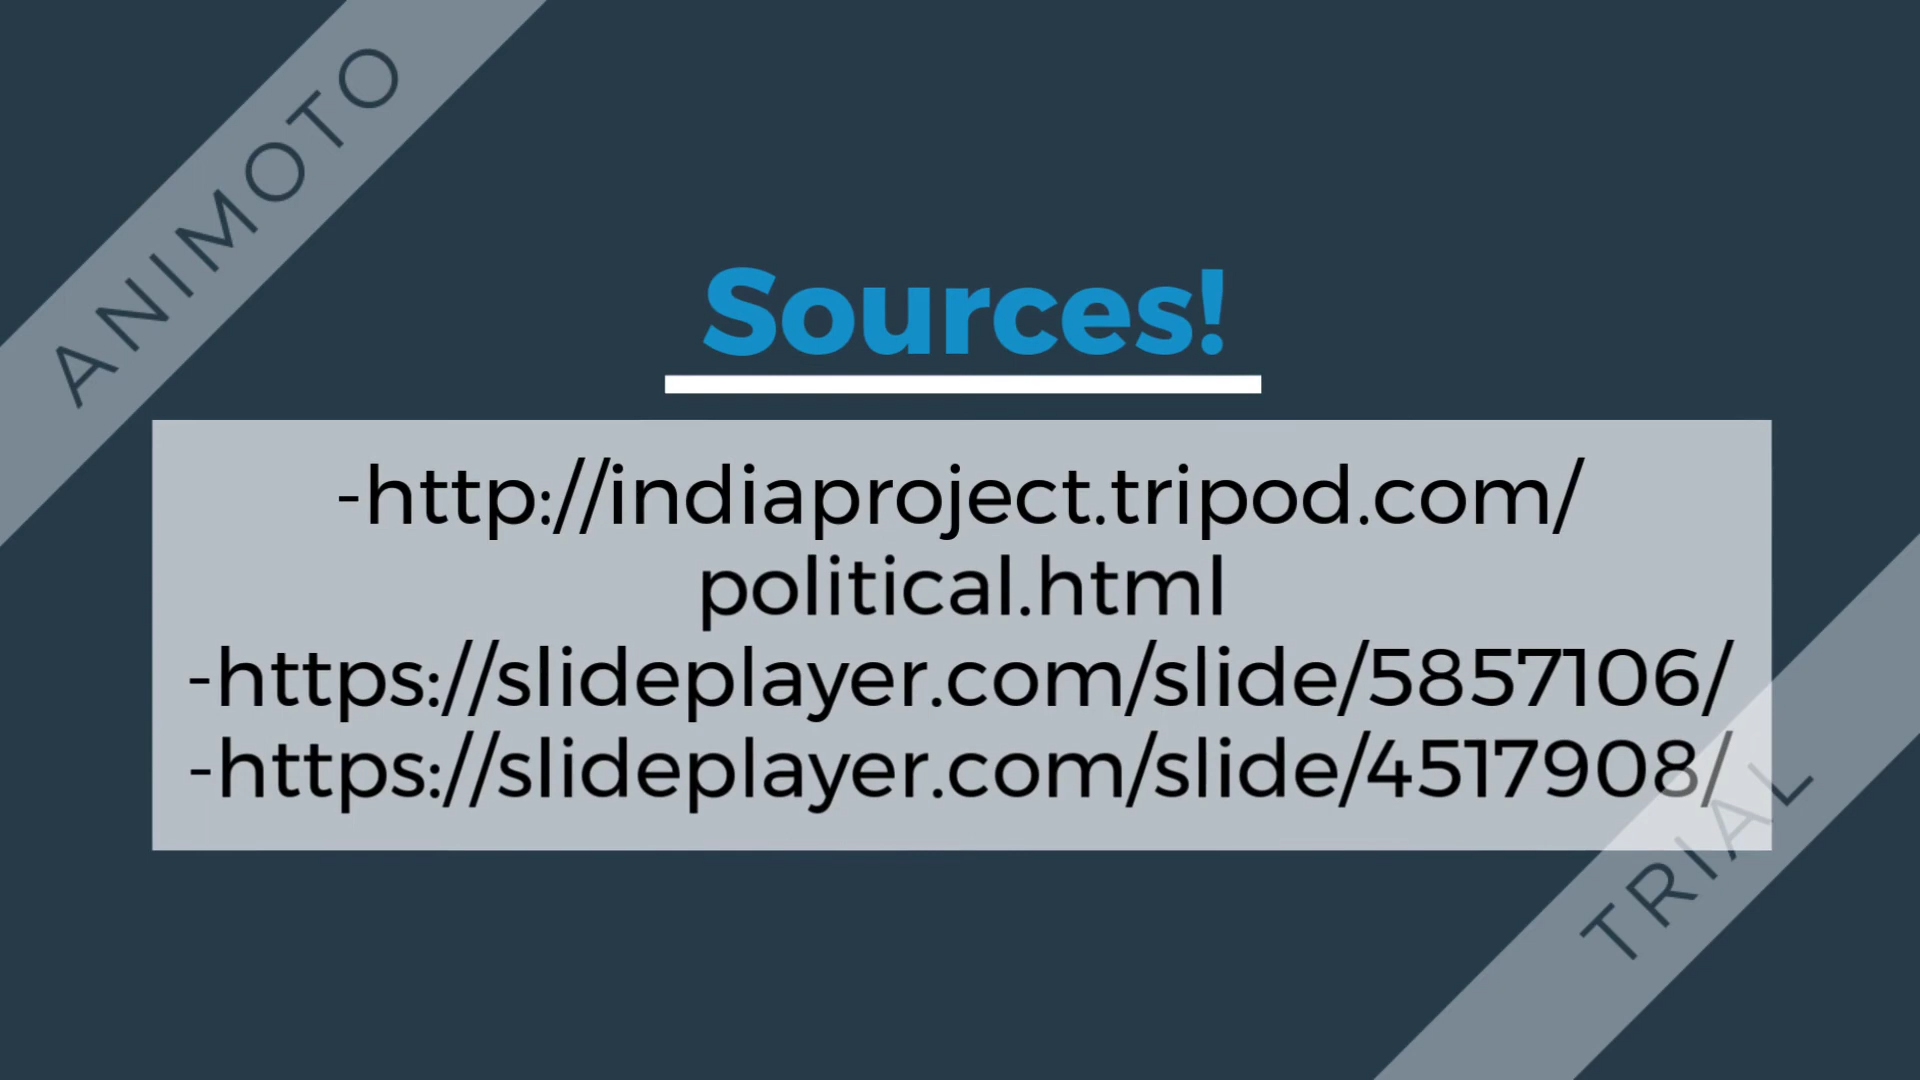 ANIMOTO
Sources!
-http://indiaproject.tripod.com/
political.html
-https://slideplayer.com/slide/5857106/
-https://slideplayer.com/slide/4517908/
TRIAL